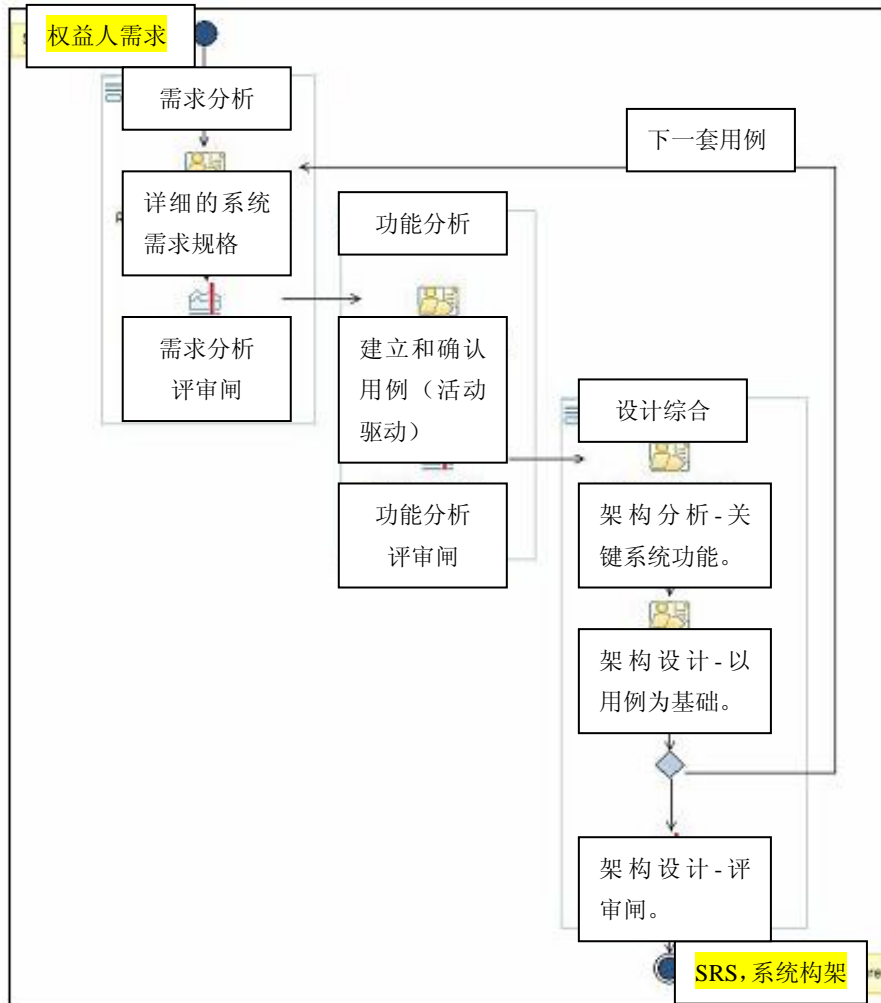 权益人需求
需求分析
下一套用例
详细的系统
需求规格
功能分析
需求分析
评审闸
建立和确认
用例（活动
驱动）
设计综合
功能分析
评审闸
架构分析-关
键系统功能。
架构设计-以
用例为基础。
架构设计-评
审闸。
SRS,系统构架